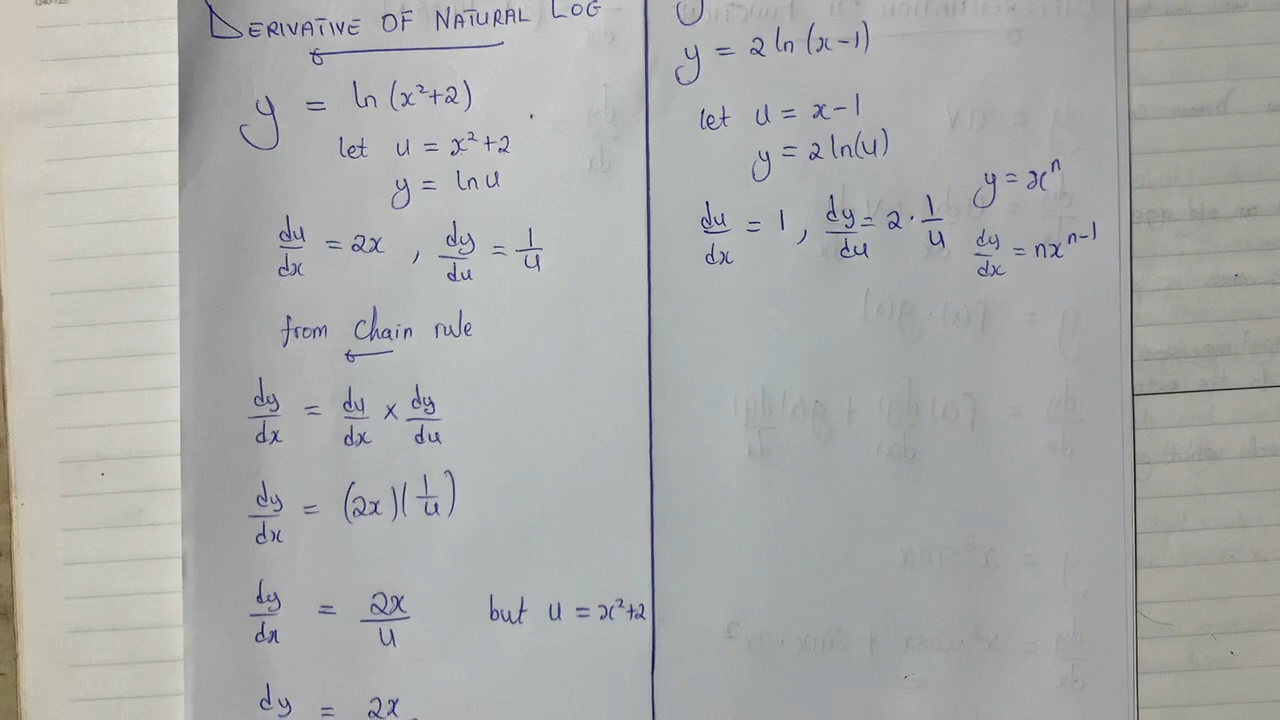 DERIVATIVE OF NATURAL LOG
y = ln(x²+2)
let u = x²+2
y = ln u
du/dx = 2x , dy/du = 1/u
from chain rule
dy/dx = du/dx × dy/du
dy/dx = (2x)(1/u)
dy/dx = 2x/u but u = x²+2
dy = 2x
y = 2 ln (x-1)
let u = x-1
y = 2 ln(u)
du/dx = 1, dy/du = 2 · 1/u
y = xⁿ
dy/dx = nxⁿ⁻¹